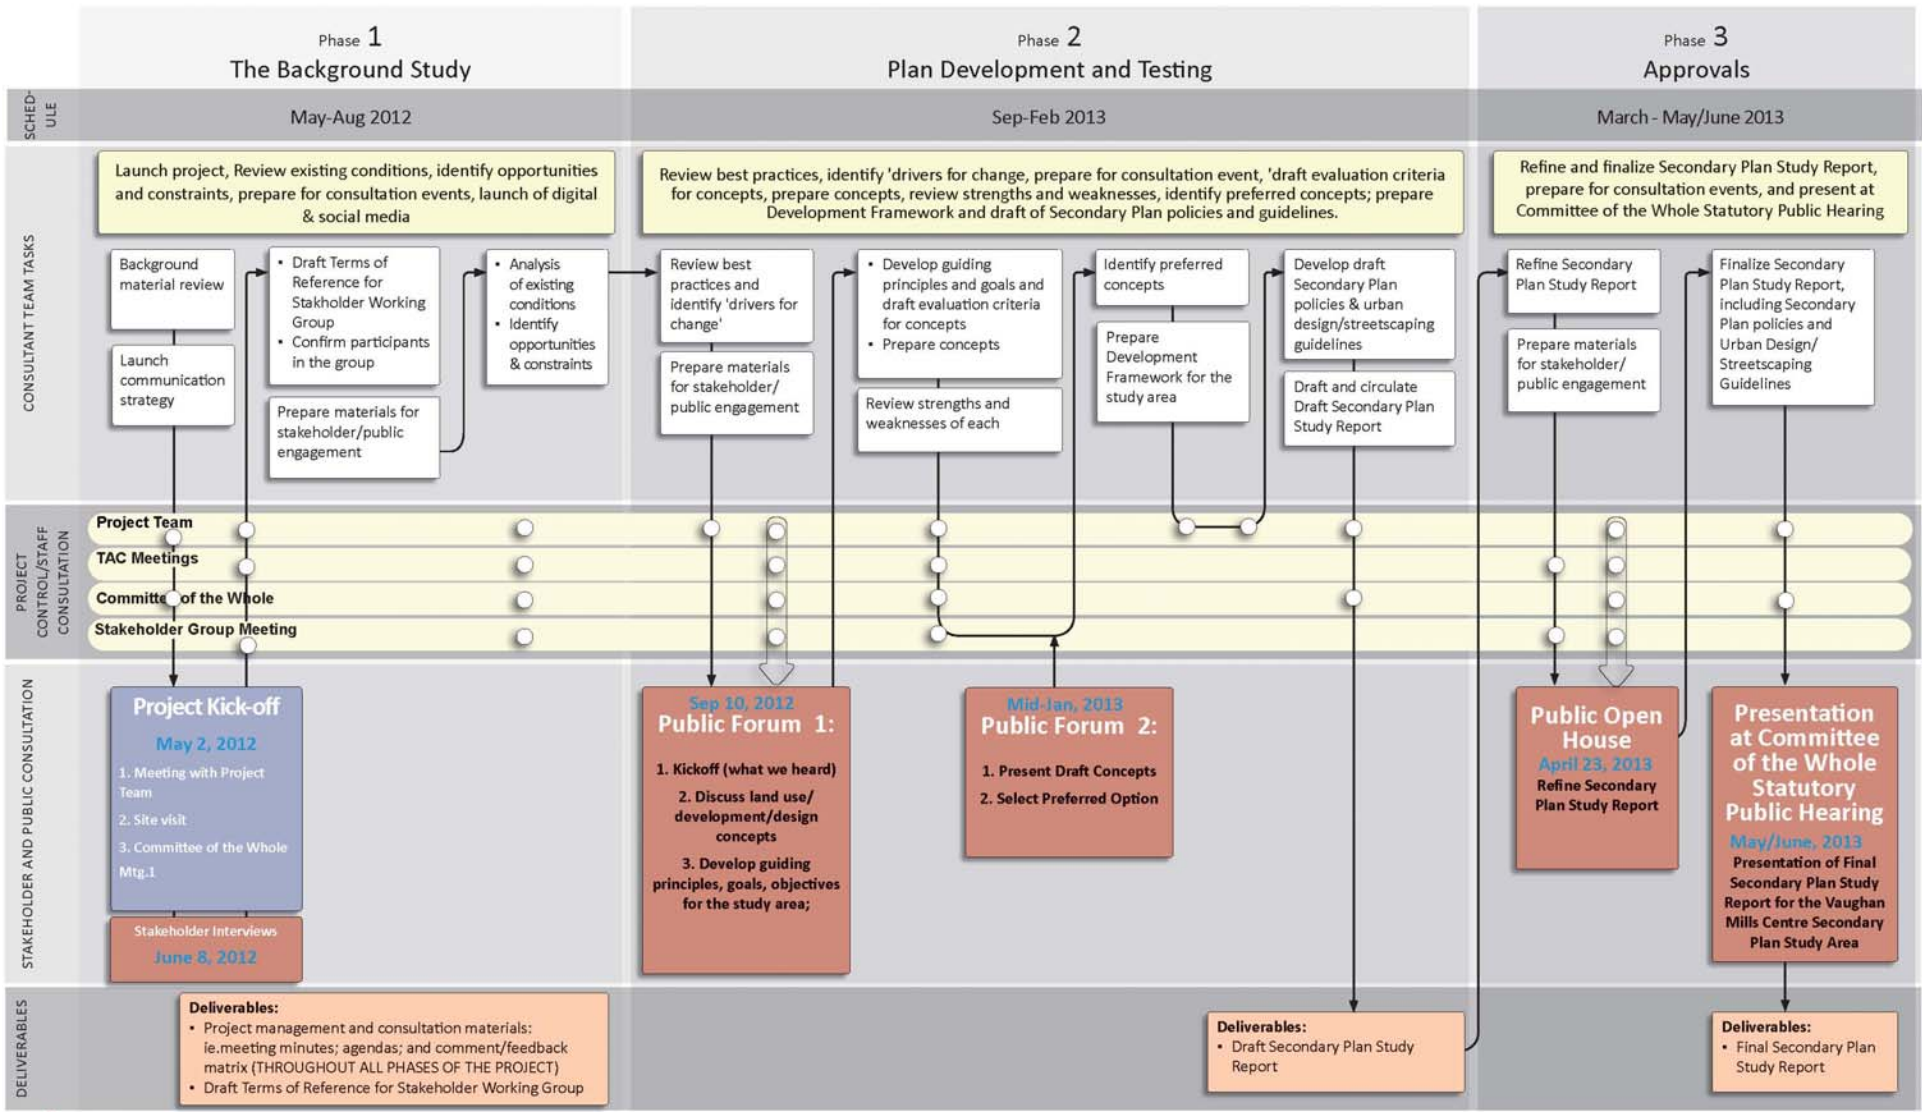 Phase 1
The Background Study
Phase 2
Plan Development and Testing
Phase 3
Approvals
SCHED-
ULE
May-Aug 2012
Sep-Feb 2013
March - May/June 2013
CONSULTANT TEAM TASKS
Launch project, Review existing conditions, identify opportunities
and constraints, prepare for consultation events, launch of digital
& social media
Review best practices, identify 'drivers for change, prepare for consultation event, 'draft evaluation criteria
for concepts, prepare concepts, review strengths and weaknesses, identify preferred concepts; prepare
Development Framework and draft of Secondary Plan policies and guidelines.
Refine and finalize Secondary Plan Study Report,
prepare for consultation events, and present at
Committee of the Whole Statutory Public Hearing
Background
material review
Launch
communication
strategy
• Draft Terms of
Reference for
Stakholder Working
Group
• Confirm participants
in the group
Prepare materials for
stakeholder/public
engagement
• Analysis
of existing
conditions
• Identify
opportunities
& constraints
Review best
practices and
identify 'drivers for
change'
Prepare materials
for stakeholder/
public engagement
• Develop guiding
principles and goals and
draft evaluation criteria
for concepts
• Prepare concepts
Review strengths and
weaknesses of each
Identify preferred
concepts
Prepare
Development
Framework for the
study area
Develop draft
Secondary Plan
policies & urban
design/streetscaping
guidelines
Draft and circulate
Draft Secondary Plan
Study Report
Refine Secondary
Plan Study Report
Prepare materials
for stakeholder/
public engagement
Finalize Secondary
Plan Study Report,
including Secondary
Plan policies and
Urban Design/
Streetscaping
Guidelines
PROJECT
CONTROL/STAFF
CONSULTATION
Project Team
TAC Meetings
Committe of the Whole
Stakeholder Group Meeting
STAKEHOLDER AND PUBLIC CONSULTATION
Project Kick-off
May 2, 2012
1. Meeting with Project
Team
2. Site visit
3. Committee of the Whole
Mtg.1
Stakeholder Interviews
June 8, 2012
Sep 10, 2012
Public Forum 1:
1. Kickoff (what we heard)
2. Discuss land use/
development/design
concepts
3. Develop guiding
principles, goals, objectives
for the study area;
Mid-Jan, 2013
Public Forum 2:
1. Present Draft Concepts
2. Select Preferred Option
Public Open
House
April 23, 2013
Refine Secondary
Plan Study Report
Presentation
at Committee
of the Whole
Statutory
Public Hearing
May/June, 2013
Presentation of Final
Secondary Plan Study
Report for the Vaughan
Mills Centre Secondary
Plan Study Area
DELIVERABLES
Deliverables:
• Project management and consultation materials:
ie.meeting minutes; agendas; and comment/feedback
matrix (THROUGHOUT ALL PHASES OF THE PROJECT)
• Draft Terms of Reference for Stakeholder Working Group
Deliverables:
• Draft Secondary Plan Study
Report
Deliverables:
• Final Secondary Plan
Study Report